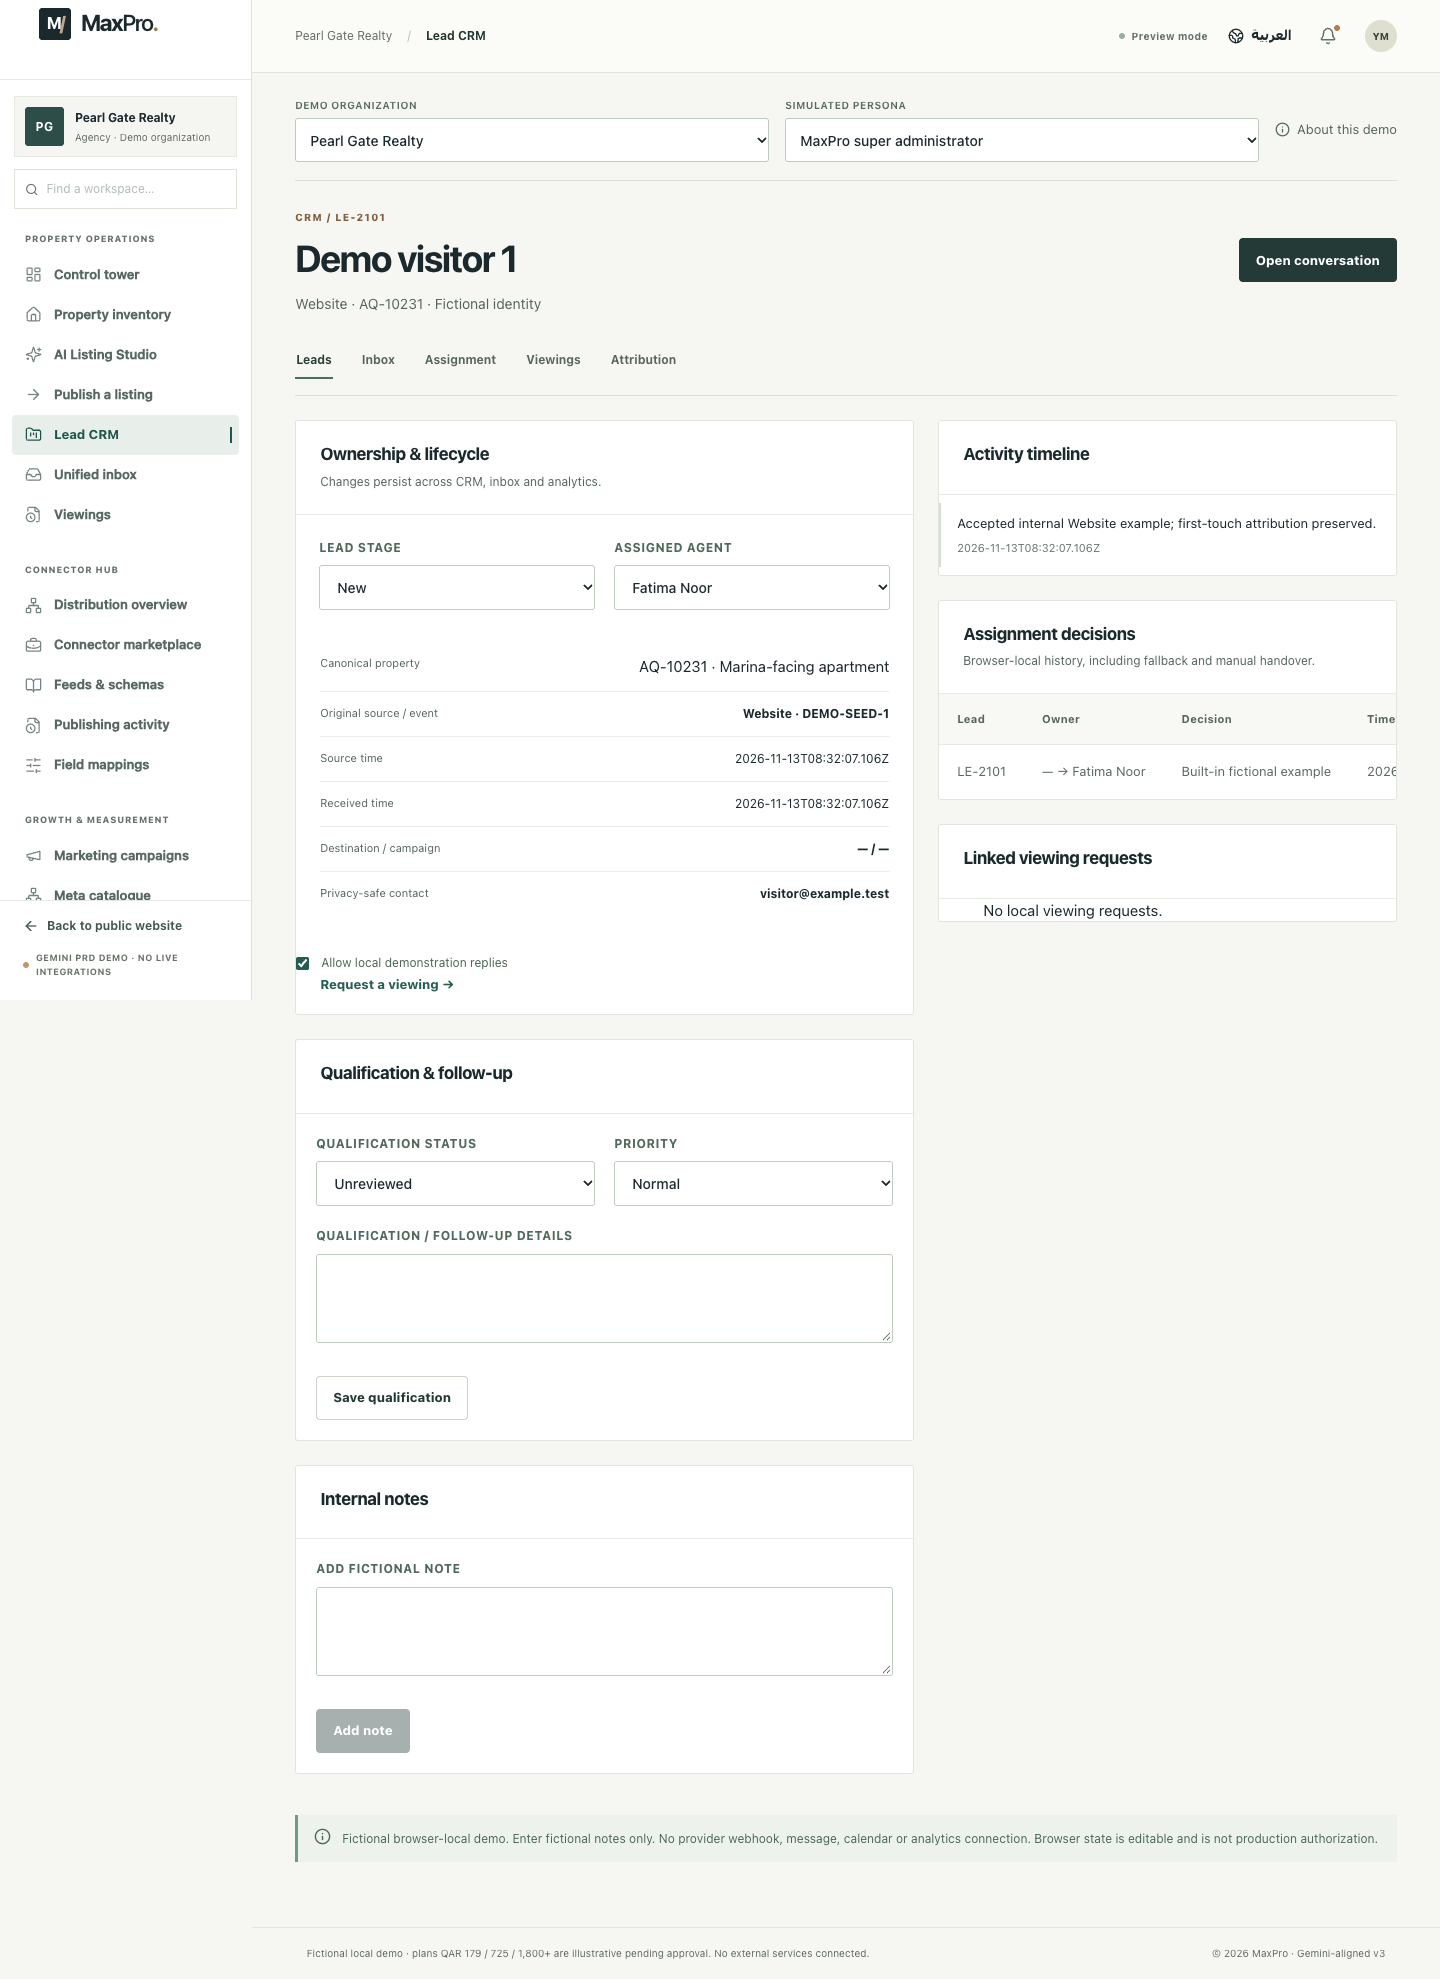 M/ MaxPro.
Pearl Gate Realty / Lead CRM
Preview mode
العربية
YM
PG
Pearl Gate Realty
Agency · Demo organization
Find a workspace...
PROPERTY OPERATIONS
Control tower
Property inventory
AI Listing Studio
Publish a listing
Lead CRM
Unified inbox
Viewings
CONNECTOR HUB
Distribution overview
Connector marketplace
Feeds & schemas
Publishing activity
Field mappings
GROWTH & MEASUREMENT
Marketing campaigns
Meta catalogue
← Back to public website
GEMINI PRD DEMO · NO LIVE
INTEGRATIONS
DEMO ORGANIZATION
Pearl Gate Realty
SIMULATED PERSONA
MaxPro super administrator
About this demo
CRM / LE-2101
Demo visitor 1
Open conversation
Website · AQ-10231 · Fictional identity
Leads Inbox Assignment Viewings Attribution
Ownership & lifecycle
Changes persist across CRM, inbox and analytics.
LEAD STAGE
New
ASSIGNED AGENT
Fatima Noor
Canonical property AQ-10231 · Marina-facing apartment
Original source / event Website · DEMO-SEED-1
Source time 2026-11-13T08:32:07.106Z
Received time 2026-11-13T08:32:07.106Z
Destination / campaign — / —
Privacy-safe contact visitor@example.test
Allow local demonstration replies
Request a viewing →
Qualification & follow-up
QUALIFICATION STATUS
Unreviewed
PRIORITY
Normal
QUALIFICATION / FOLLOW-UP DETAILS
Save qualification
Internal notes
ADD FICTIONAL NOTE
Add note
Activity timeline
Accepted internal Website example; first-touch attribution preserved.
2026-11-13T08:32:07.106Z
Assignment decisions
Browser-local history, including fallback and manual handover.
Lead Owner Decision Time
LE-2101 — → Fatima Noor Built-in fictional example 2026
Linked viewing requests
No local viewing requests.
Fictional browser-local demo. Enter fictional notes only. No provider webhook, message, calendar or analytics connection. Browser state is editable and is not production authorization.
Fictional local demo · plans QAR 179 / 725 / 1,800+ are illustrative pending approval. No external services connected.
© 2026 MaxPro · Gemini-aligned v3